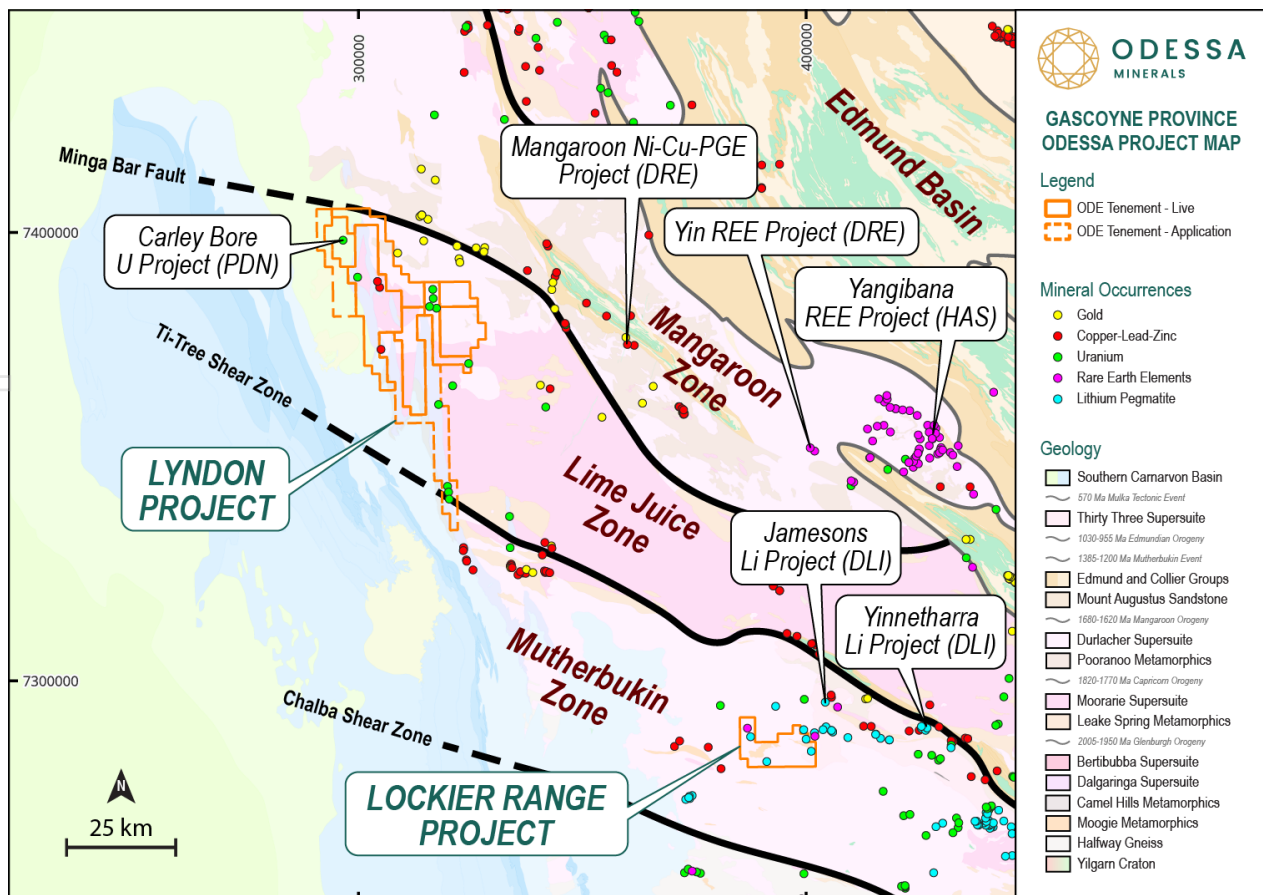 300000
400000
7400000
7300000
Minga Bar Fault
Carley Bore
U Project (PDN)
Mangaroon Ni-Cu-PGE
Project (DRE)
Edmund Basin
Yin REE Project (DRE)
Yangibana
REE Project (HAS)
Mangaroon
Zone
Ti-Tree Shear Zone
LYNDON
PROJECT
Lime Juice
Zone
Jamesons
Li Project (DLI)
Yinnetharra
Li Project (DLI)
Mutherbukin
Zone
Chalba Shear Zone
LOCKIER RANGE
PROJECT
N
25 km
ODESSA
MINERALS
GASCOYNE PROVINCE
ODESSA PROJECT MAP
Legend
ODE Tenement - Live
ODE Tenement - Application
Mineral Occurrences
Gold
Copper-Lead-Zinc
Uranium
Rare Earth Elements
Lithium Pegmatite
Geology
Southern Carnarvon Basin
570 Ma Mulka Tectonic Event
Thirty Three Supersuite
1030-955 Ma Edmundian Orogeny
1385-1200 Ma Mutherbukin Event
Edmund and Collier Groups
Mount Augustus Sandstone
1680-1620 Ma Mangaroon Orogeny
Durlacher Supersuite
Pooranoo Metamorphics
1820-1770 Ma Capricorn Orogeny
Moorarie Supersuite
Leake Spring Metamorphics
2005-1950 Ma Glenburgh Orogeny
Bertibubba Supersuite
Dalgaringa Supersuite
Camel Hills Metamorphics
Moogie Metamorphics
Halfway Gneiss
Yilgarn Craton